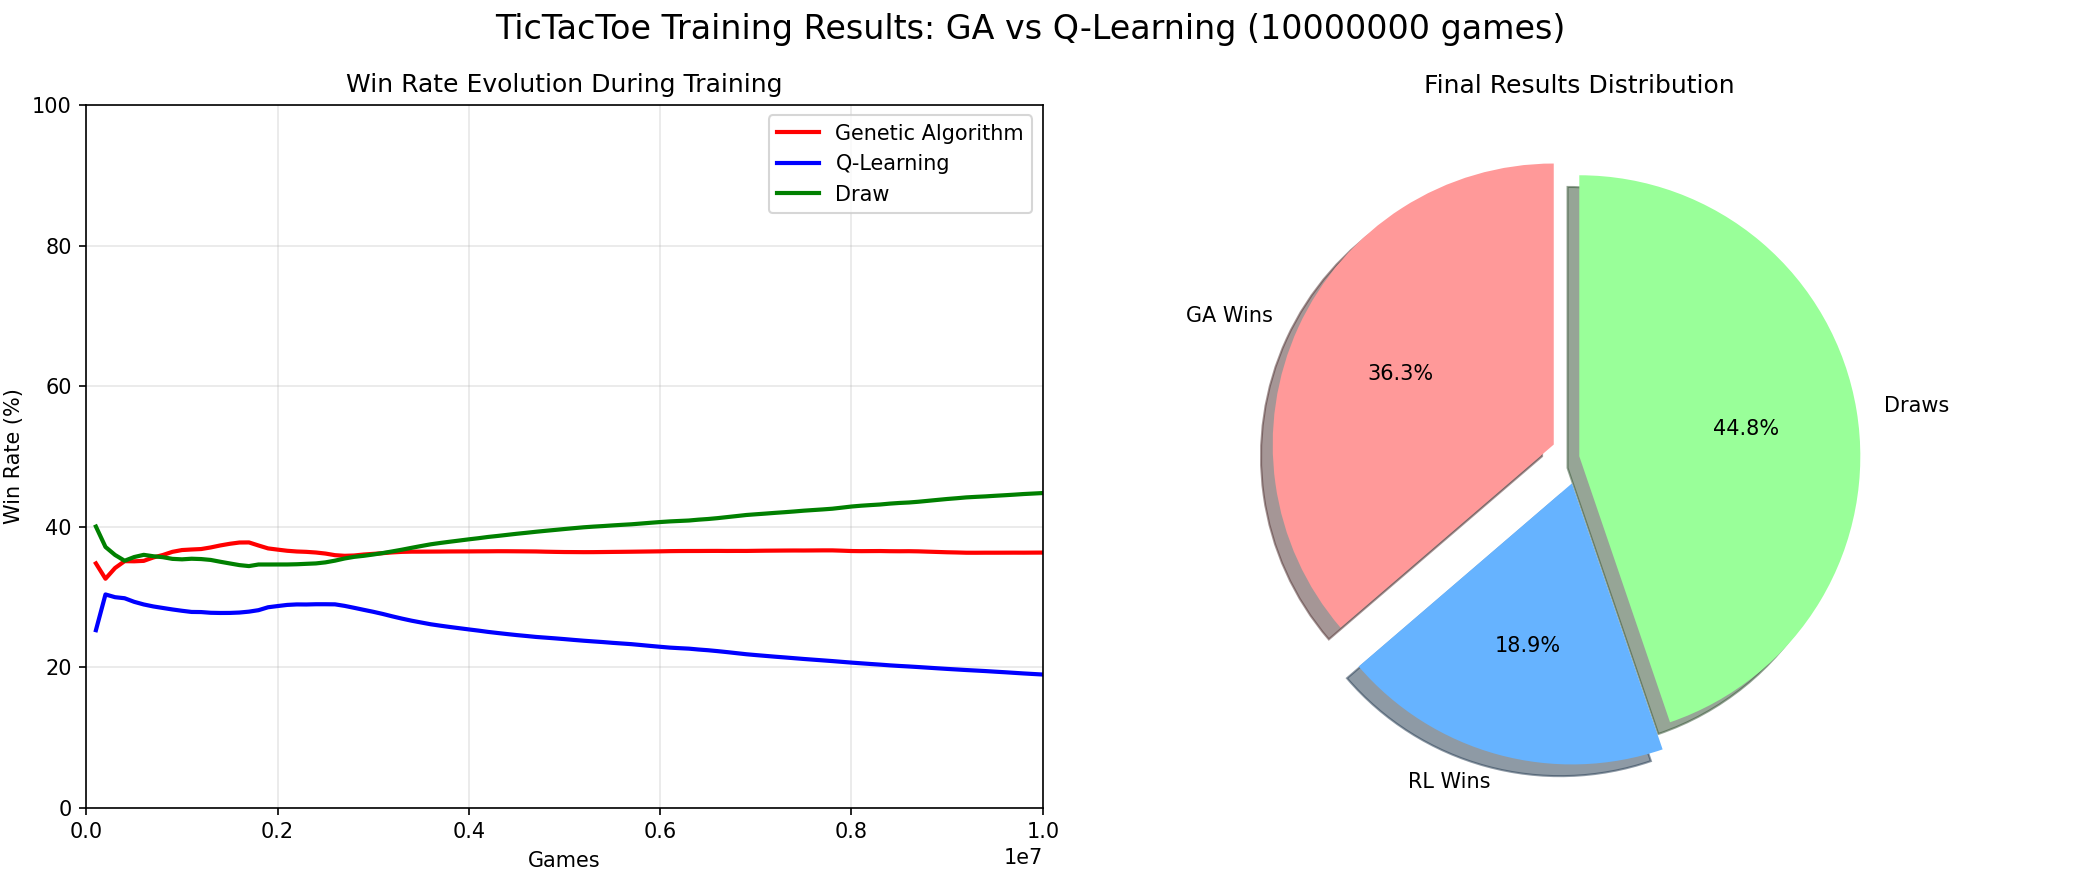 TicTacToe Training Results: GA vs Q-Learning (10000000 games)
Win Rate Evolution During Training
Win Rate (%)
100
80
60
40
20
0
Genetic Algorithm
Q-Learning
Draw
0.0
0.2
0.4
0.6
0.8
1.0
1e7
Games
Final Results Distribution
GA Wins
36.3%
Draws
44.8%
18.9%
RL Wins